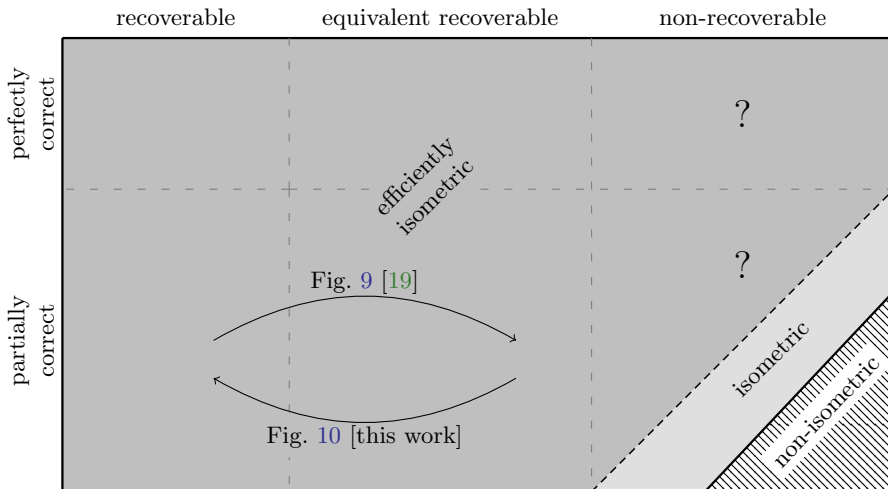 recoverable
equivalent recoverable
non-recoverable
perfectly
correct
?
efficiently
isometric
?
Fig. 9 [19]
partially
correct
isometric
non-isometric
Fig. 10 [this work]